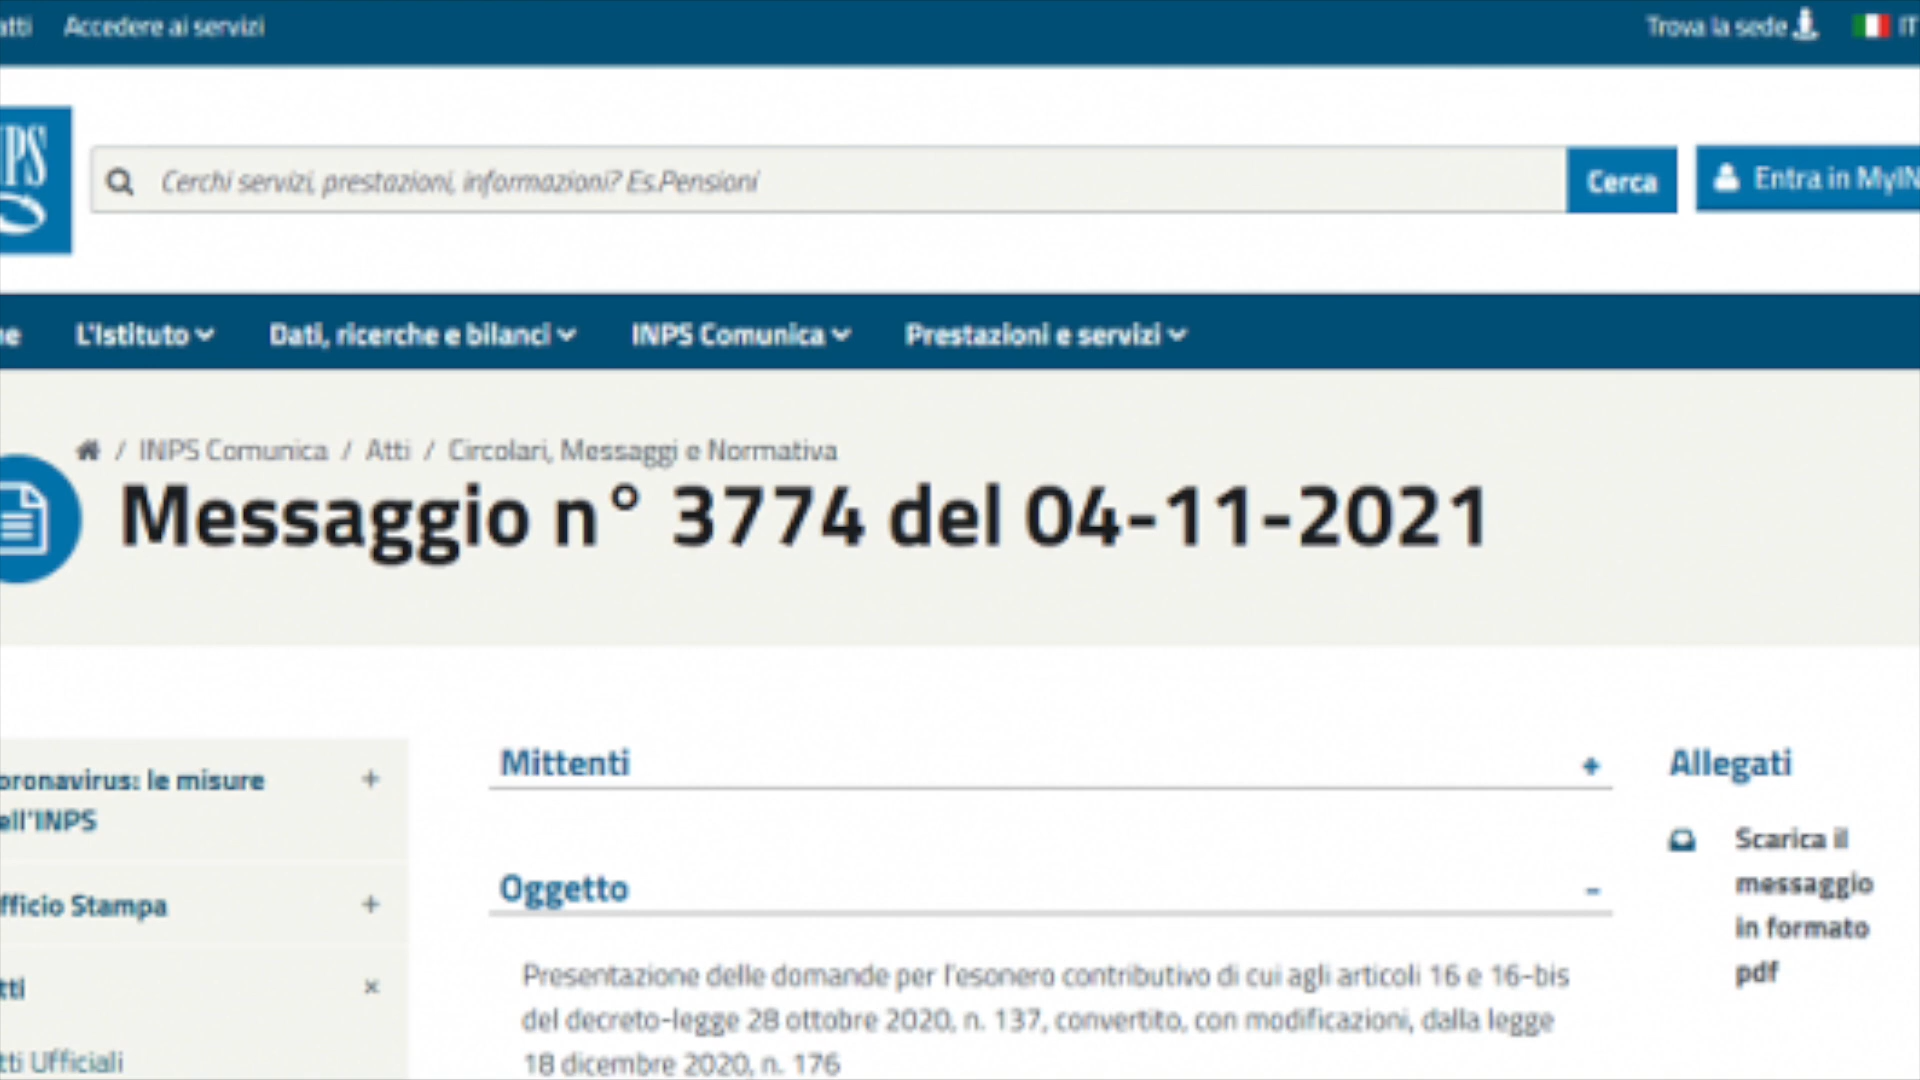 Accedere ai servizi
Trova la sede
IT
Cerchi servizi, prestazioni, informazioni? Es.Pensioni
Cerca
Entra in MyIN
L'Istituto
Dati, ricerche e bilanci
INPS Comunica
Prestazioni e servizi
/ INPS Comunica / Atti / Circolari, Messaggi e Normativa
Messaggio n° 3774 del 04-11-2021
oronavirus: le misure +
ell'INPS
fficio Stampa +
tti ×
tti Ufficiali
Mittenti +
Oggetto -
Presentazione delle domande per l'esonero contributivo di cui agli articoli 16 e 16-bis
del decreto-legge 28 ottobre 2020, n. 137, convertito, con modificazioni, dalla legge
18 dicembre 2020, n. 176
Allegati
Scarica il
messaggio
in formato
pdf